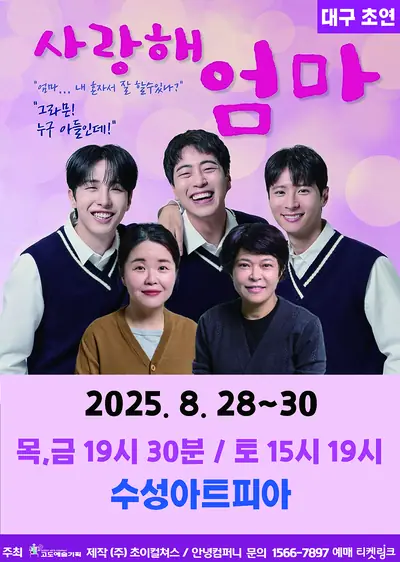 대구 초연
사랑해
엄마
"엄마... 내 혼자서 잘 할수있나?"
"그라믄!
누구 아들인데!"
2025. 8. 28~30
목,금 19시 30분 / 토 15시 19시
수성아트피아
주최 고도예술기획 제작 (주) 초이컬쳐스 / 안녕컴퍼니 문의 1566-7897 예매 티켓링크